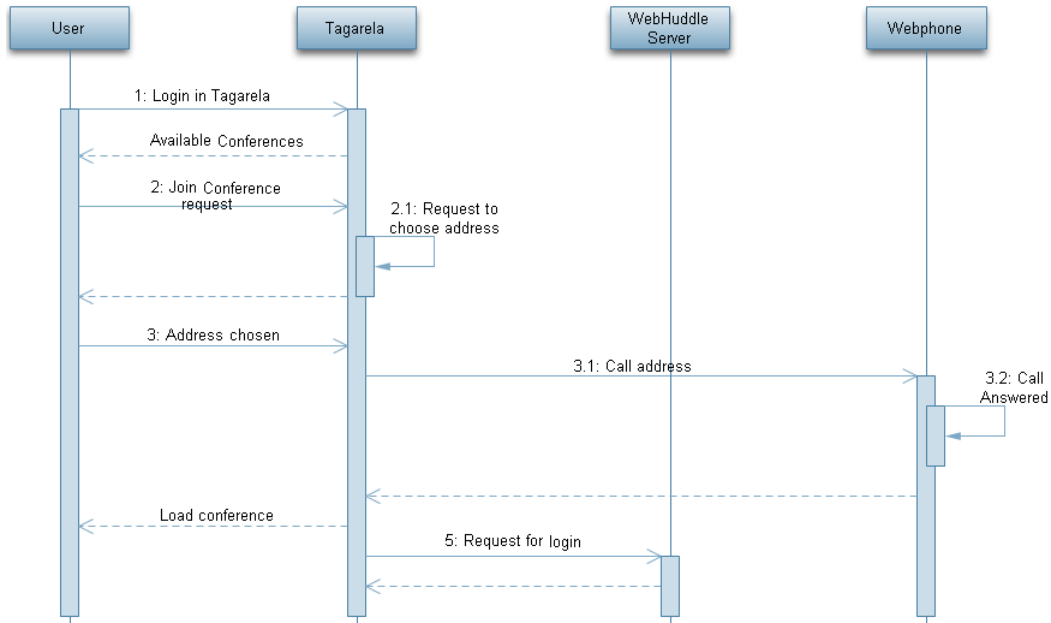 User
Tagarela
WebHuddle
Server
Webphone
1: Login in Tagarela
Available Conferences
2: Join Conference
request
2.1: Request to
choose address
3: Address chosen
3.1: Call address
3.2: Call
Answered
Load conference
5: Request for login